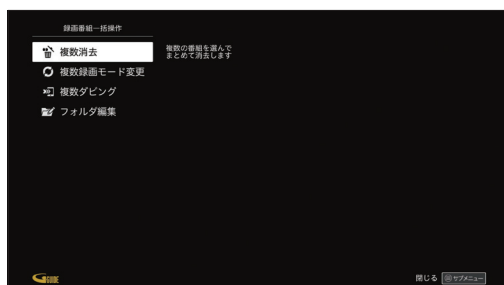 録画番組一括操作
複数消去
複数の番組を選んで
まとめて消去します
複数録画モード変更
複数ダビング
フォルダ編集
G GUIDE
閉じる サブメニュー